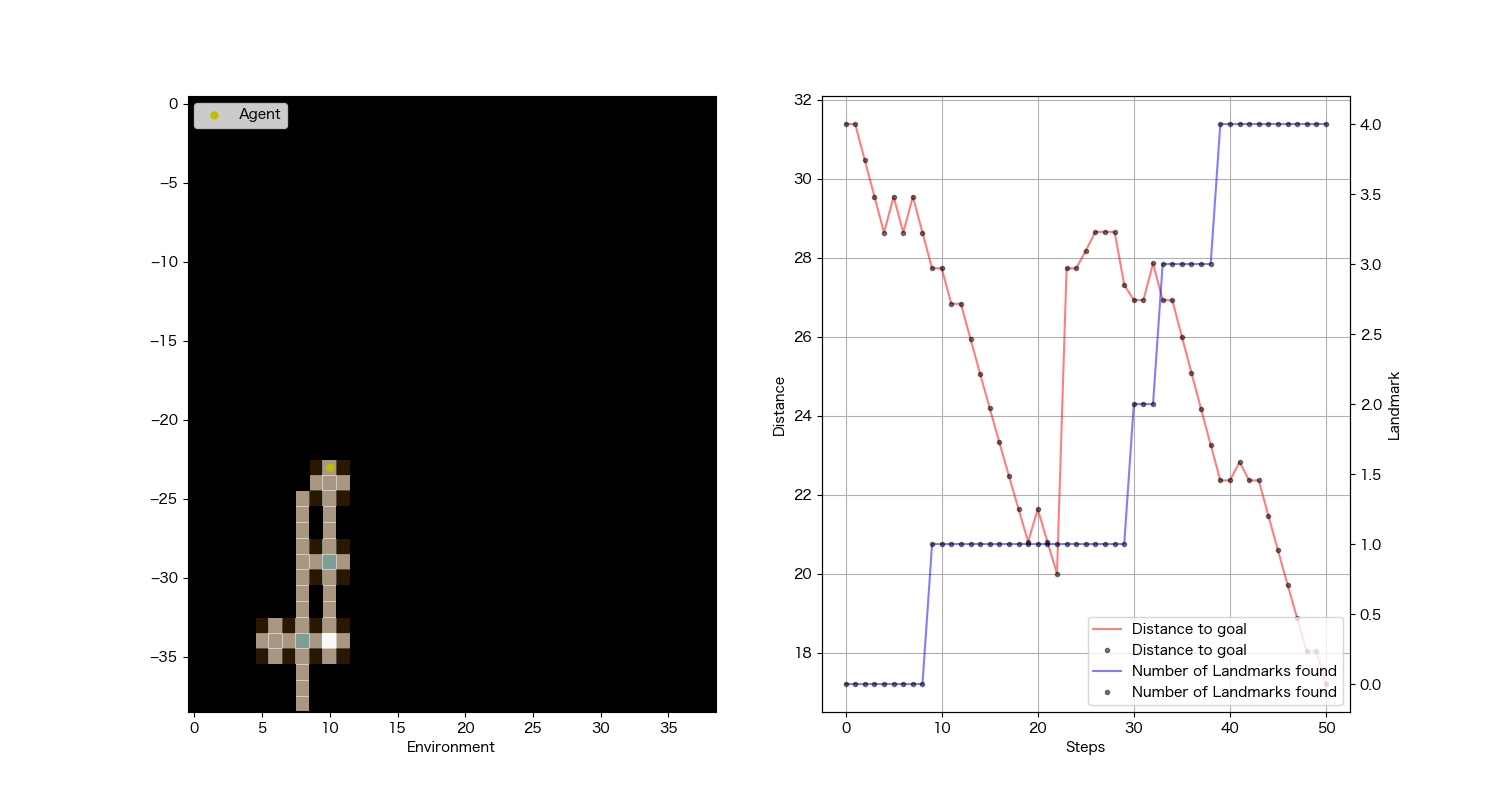 Agent
0
−5
−10
−15
−20
−25
−30
−35
0 5 10 15 20 25 30 35
Environment
32
30
28
26
24
22
20
18
Distance
4.0
3.5
3.0
2.5
2.0
1.5
1.0
0.5
0.0
Landmark
Distance to goal
Distance to goal
Number of Landmarks found
Number of Landmarks found
0 10 20 30 40 50
Steps